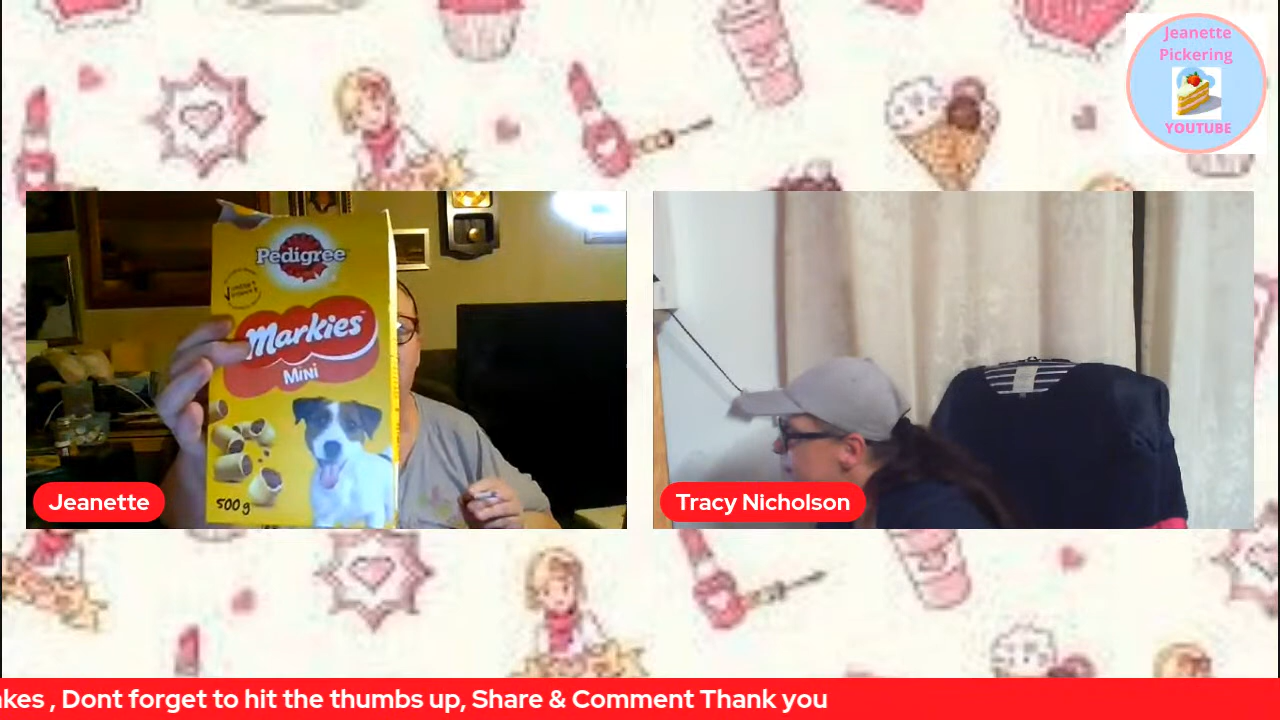 Jeanette
Pickering
YOUTUBE
Pedigree
Markies™
MiNi
500g
Jeanette
Tracy Nicholson
akes , Dont forget to hit the thumbs up, Share & Comment Thank you